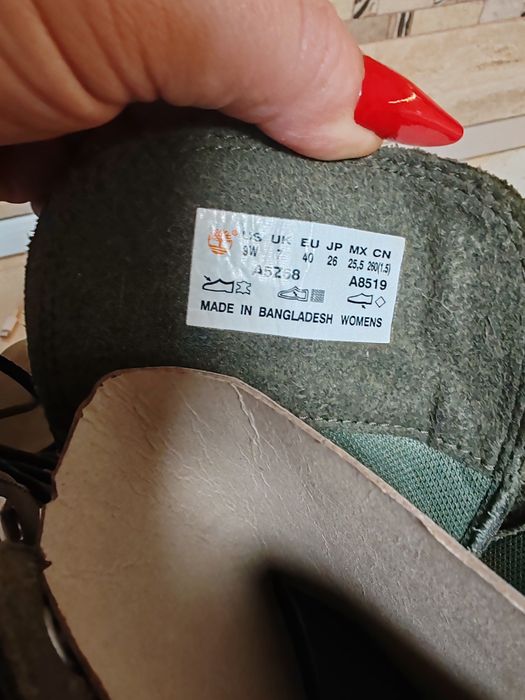 US UK EU JP MX CN
9W 7 40 26 25,5 260(1.5)
A5258 A8519
MADE IN BANGLADESH WOMENS